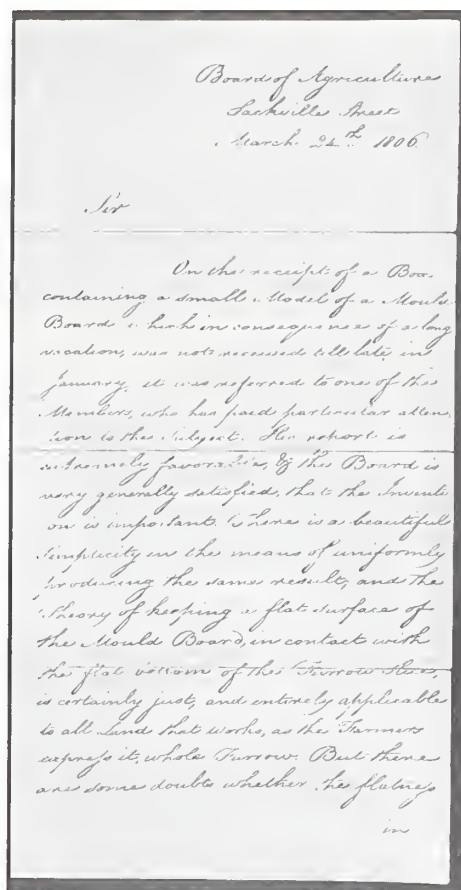 Board of Agriculture
Sackville Street
March 24th. 1806.
Sir
On the receipt of a Box
containing a small Model of a Mould
Board which in consequence of a long
vacation, was not received till late in
January, it was referred to one of the
Members, who has paid particular atten
tion to the Subject. His report is
extremely favorable, & the Board is
very generally satisfied, that the Inventi
on is important. There is a beautiful
simplicity in the means of uniformly
producing the same result, and the
Theory of keeping a flat surface of
the Mould Board, in contact with
the flat bottom of the Furrow Slice,
is certainly just, and entirely applicable
to all Land that works, as the Farmers
express it, whole Furrow. But there
are some doubts whether the flatness
in